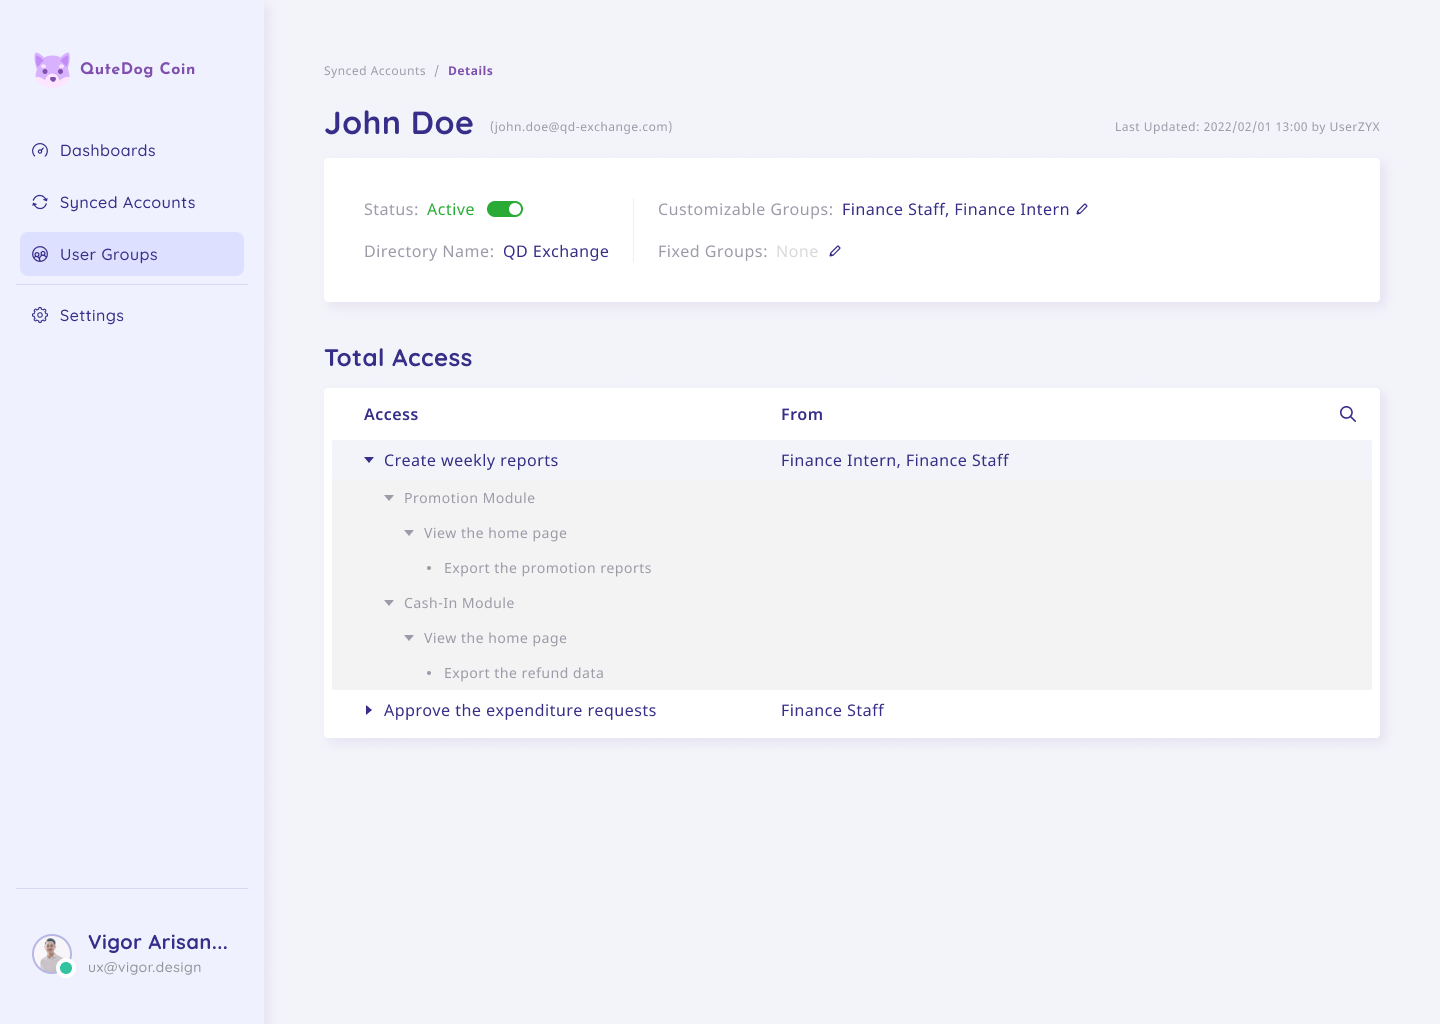 QuteDog Coin
Dashboards
Synced Accounts
User Groups
Settings
Vigor Arisan...
ux@vigor.design
Synced Accounts / Details
John Doe (john.doe@qd-exchange.com)
Last Updated: 2022/02/01 13:00 by UserZYX
Status: Active
Directory Name: QD Exchange
Customizable Groups: Finance Staff, Finance Intern
Fixed Groups: None
Total Access
Access From
Create weekly reports Finance Intern, Finance Staff
Promotion Module
View the home page
• Export the promotion reports
Cash-In Module
View the home page
• Export the refund data
Approve the expenditure requests Finance Staff